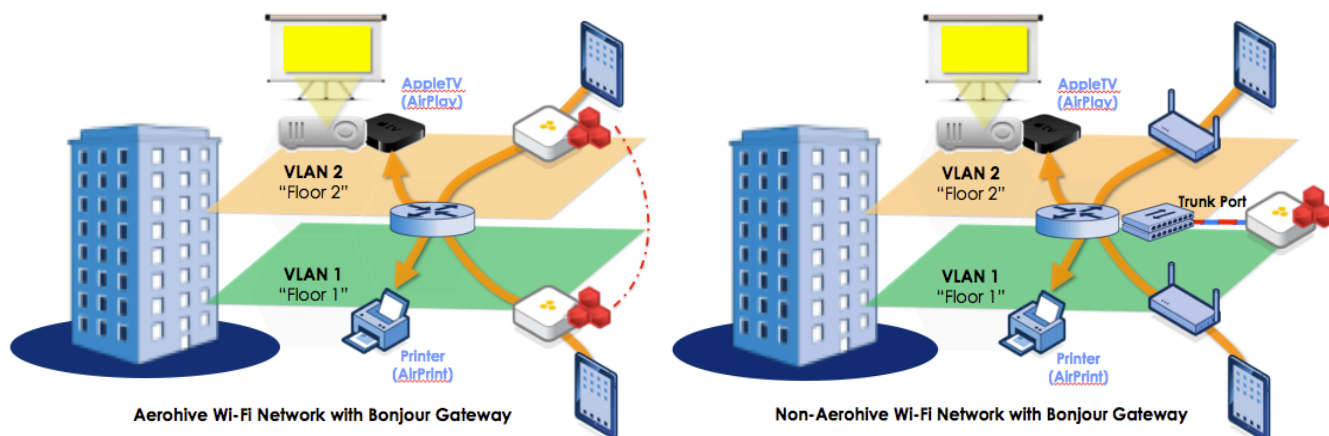 AppleTV
(AirPlay)
tv
VLAN 2
“Floor 2”
VLAN 1
“Floor 1”
Printer
(AirPrint)
Aerohive Wi-Fi Network with Bonjour Gateway
AppleTV
(AirPlay)
tv
VLAN 2
“Floor 2”
Trunk Port
VLAN 1
“Floor 1”
Printer
(AirPrint)
Non-Aerohive Wi-Fi Network with Bonjour Gateway